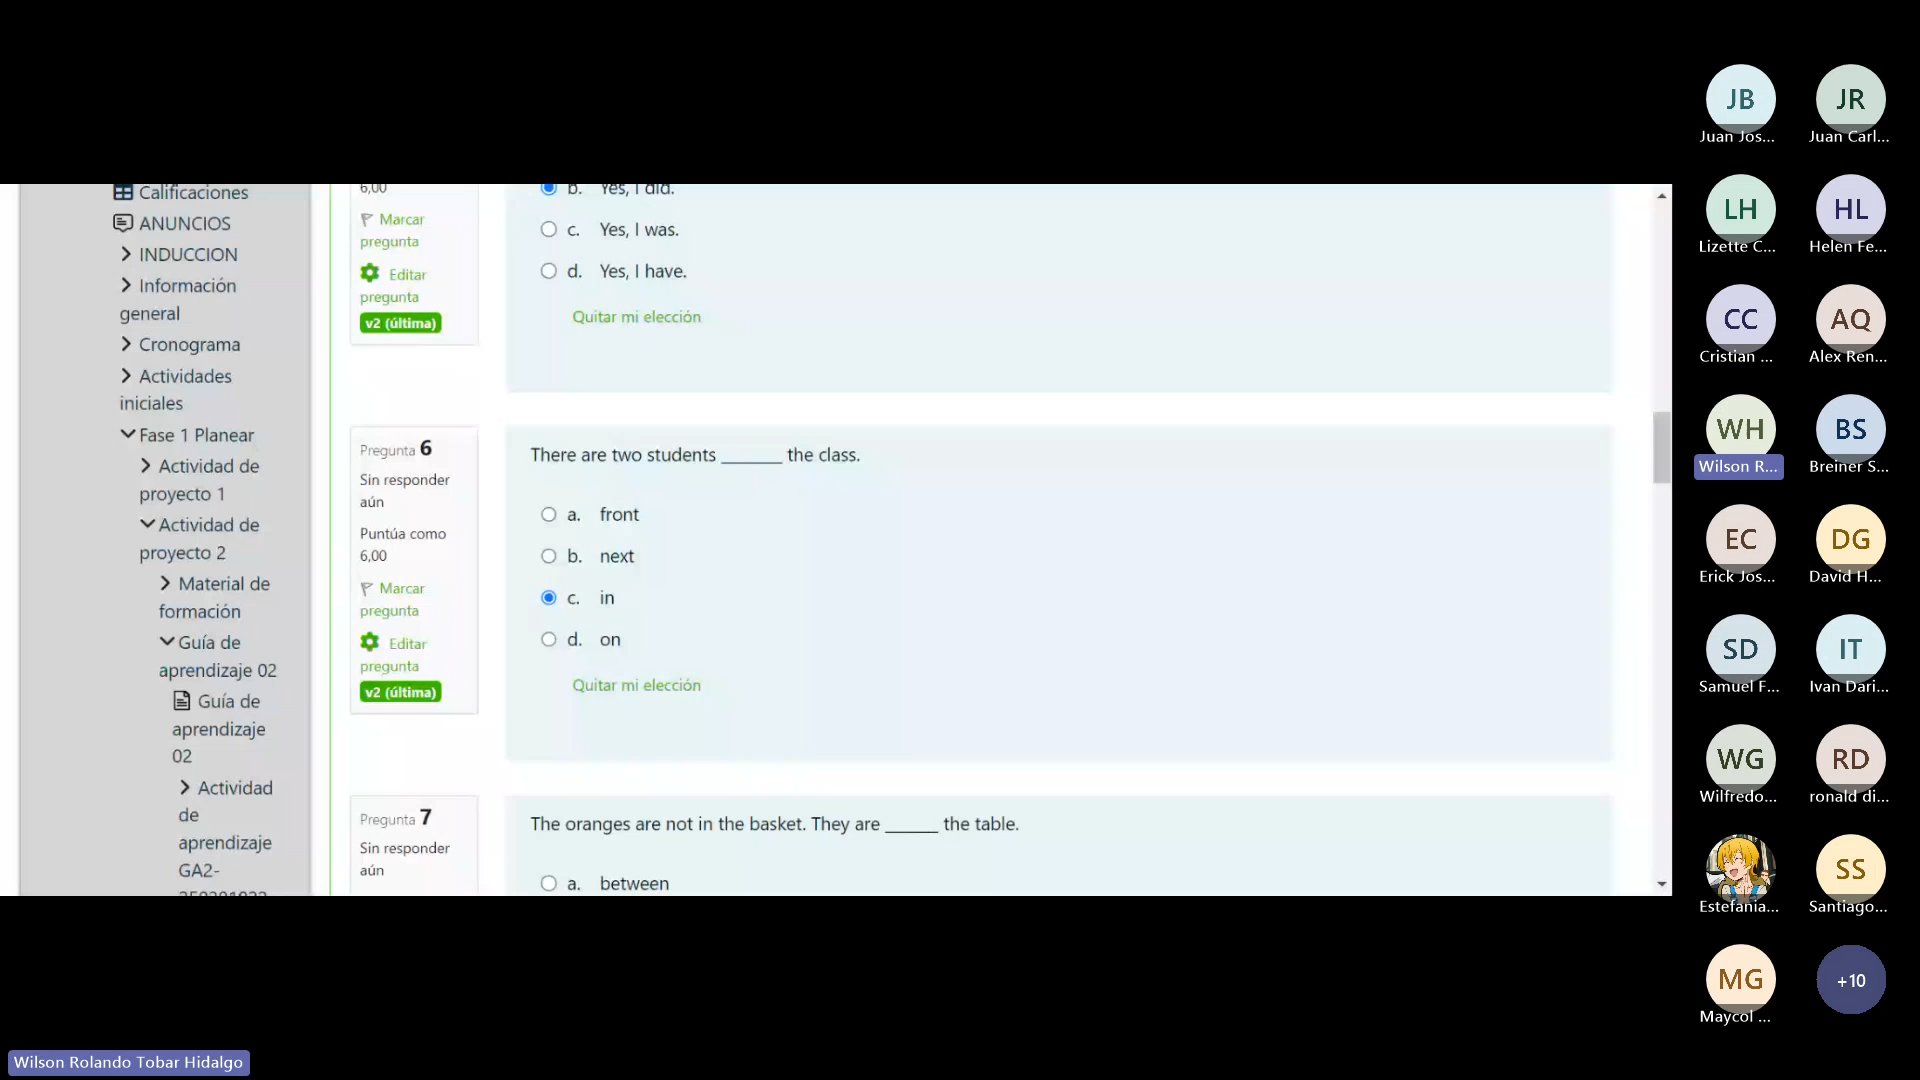 Calificaciones
ANUNCIOS
INDUCCION
Información
general
Cronograma
Actividades
iniciales
Fase 1 Planear
Actividad de
proyecto 1
Actividad de
proyecto 2
Material de
formación
Guía de
aprendizaje 02
Guía de
aprendizaje
02
Actividad
de
aprendizaje
GA2-
6,00
Marcar
pregunta
Editar
pregunta
v2 (última)
b. Yes, I did.
c. Yes, I was.
d. Yes, I have.
Quitar mi elección
Pregunta 6
Sin responder
aún
Puntúa como
6,00
Marcar
pregunta
Editar
pregunta
v2 (última)
There are two students ______ the class.
a. front
b. next
c. in
d. on
Quitar mi elección
Pregunta 7
Sin responder
aún
The oranges are not in the basket. They are ______ the table.
a. between
JB
Juan Jos...
JR
Juan Carl...
LH
Lizette C...
HL
Helen Fe...
CC
Cristian ...
AQ
Alex Ren...
WH
Wilson R...
BS
Breiner S...
EC
Erick Jos...
DG
David H...
SD
Samuel F...
IT
Ivan Dari...
WG
Wilfredo...
RD
ronald di...
Estefania...
SS
Santiago...
MG
Maycol ...
+10
Wilson Rolando Tobar Hidalgo